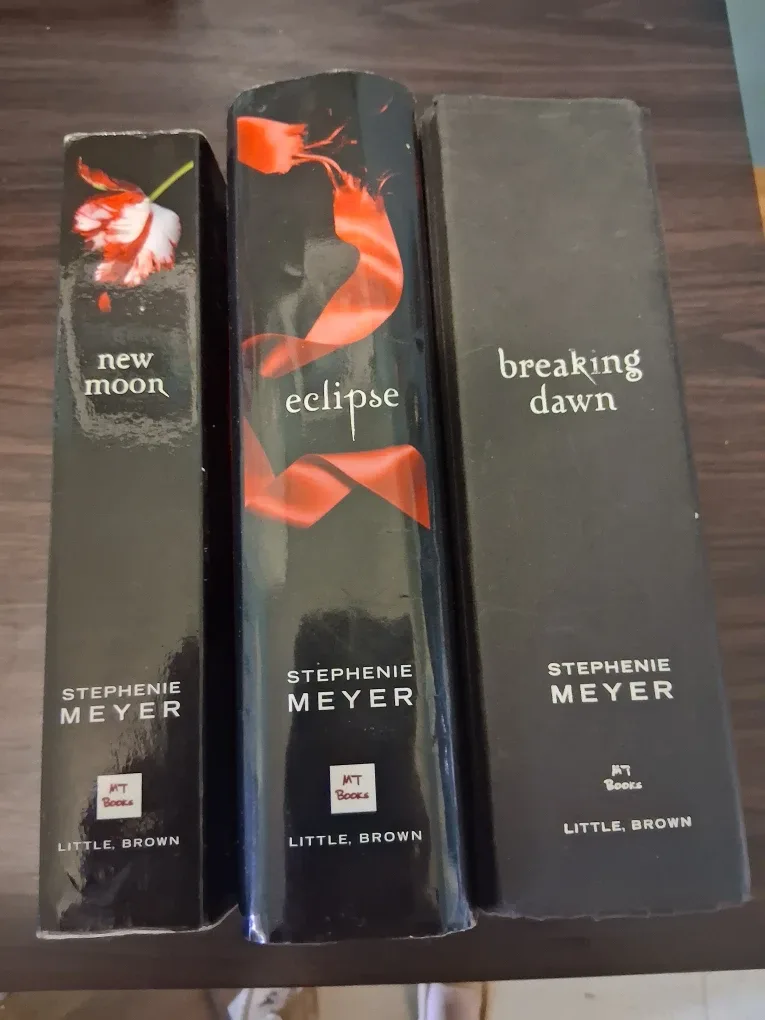 new
moon
STEPHENIE
MEYER
MT
Books
LITTLE, BROWN
eclipse
STEPHENIE
MEYER
MT
Books
LITTLE, BROWN
breaking
dawn
STEPHENIE
MEYER
MT
Books
LITTLE, BROWN